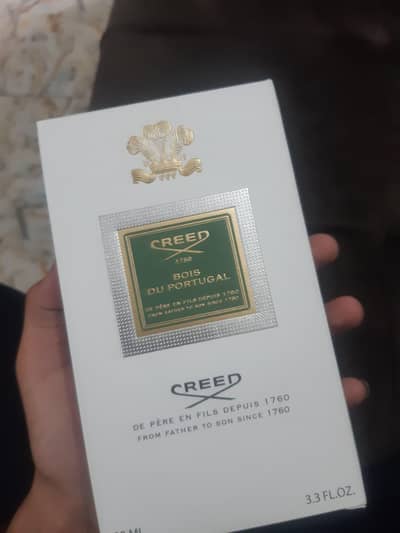 CREED
1760
BOIS
DU PORTUGAL
DE PÈRE EN FILS DEPUIS 1760
FROM FATHER TO SON SINCE 1760
CREED
DE PÈRE EN FILS DEPUIS 1760
FROM FATHER TO SON SINCE 1760
ML
3.3 FL.OZ.